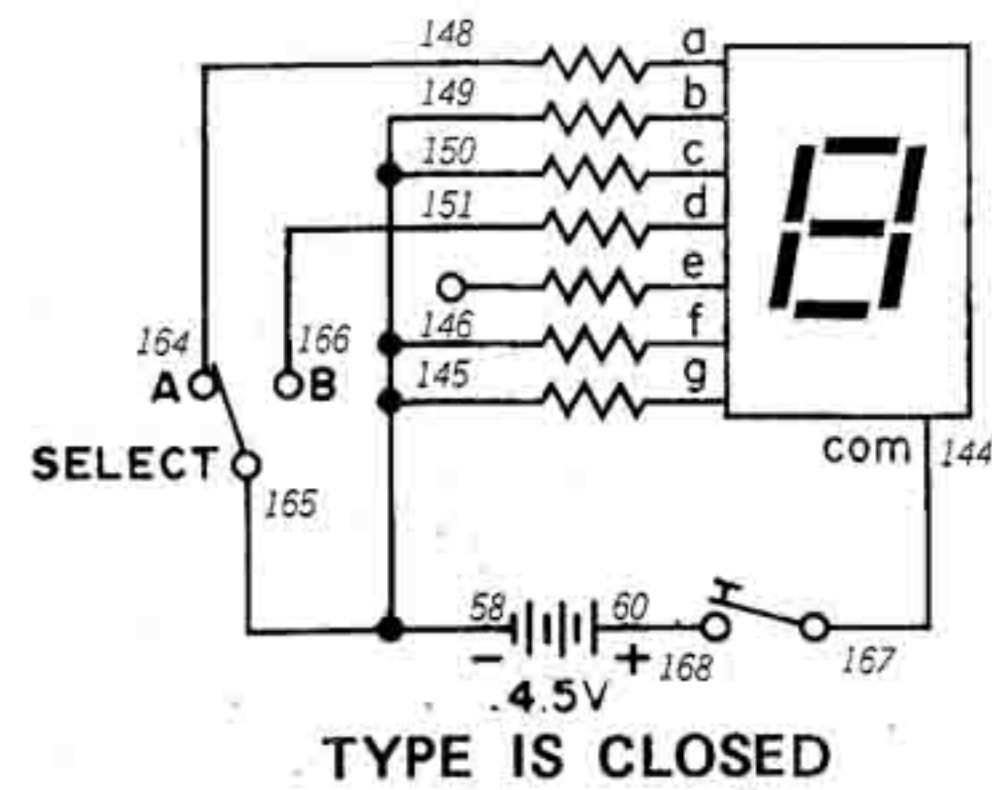 148 a
149 b
150 c
151 d
e
164 166 146 f
A B 145 g
SELECT com 144
165
58 60
− + 168 167
4.5V
TYPE IS CLOSED